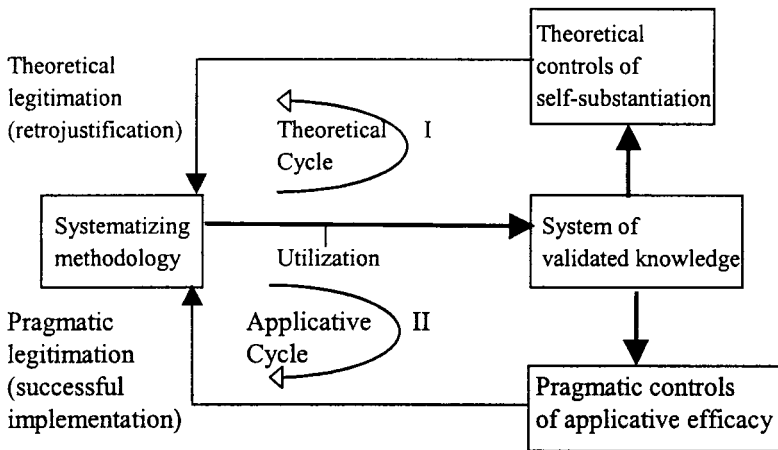 Theoretical
controls of
self-substantiation
Theoretical
legitimation
(retrojustification)
Theoretical
Cycle
I
Systematizing
methodology
Utilization
System of
validated knowledge
Pragmatic
legitimation
(successful
implementation)
Applicative
Cycle
II
Pragmatic controls
of applicative efficacy